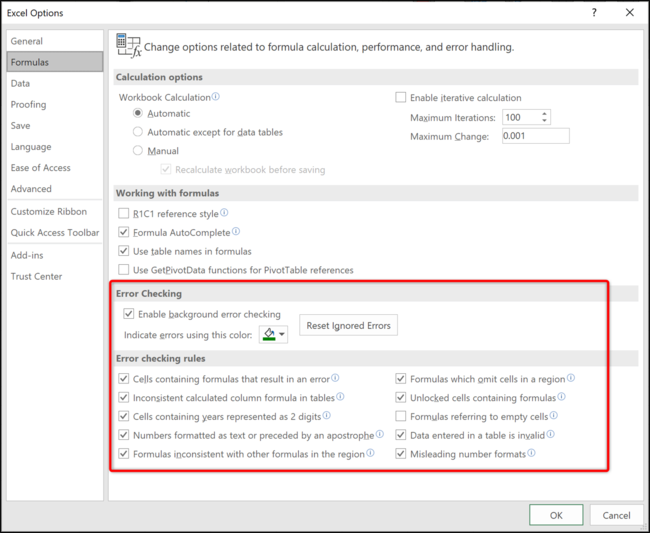 Excel Options
General
Formulas
Data
Proofing
Save
Language
Ease of Access
Advanced
Customize Ribbon
Quick Access Toolbar
Add-ins
Trust Center
Change options related to formula calculation, performance, and error handling.
Calculation options
Workbook Calculation
Automatic
Automatic except for data tables
Manual
Recalculate workbook before saving
Enable iterative calculation
Maximum Iterations: 100
Maximum Change: 0.001
Working with formulas
R1C1 reference style
Formula AutoComplete
Use table names in formulas
Use GetPivotData functions for PivotTable references
Error Checking
Enable background error checking
Indicate errors using this color:
Reset Ignored Errors
Error checking rules
Cells containing formulas that result in an error
Inconsistent calculated column formula in tables
Cells containing years represented as 2 digits
Numbers formatted as text or preceded by an apostrophe
Formulas inconsistent with other formulas in the region
Formulas which omit cells in a region
Unlocked cells containing formulas
Formulas referring to empty cells
Data entered in a table is invalid
Misleading number formats
OK
Cancel